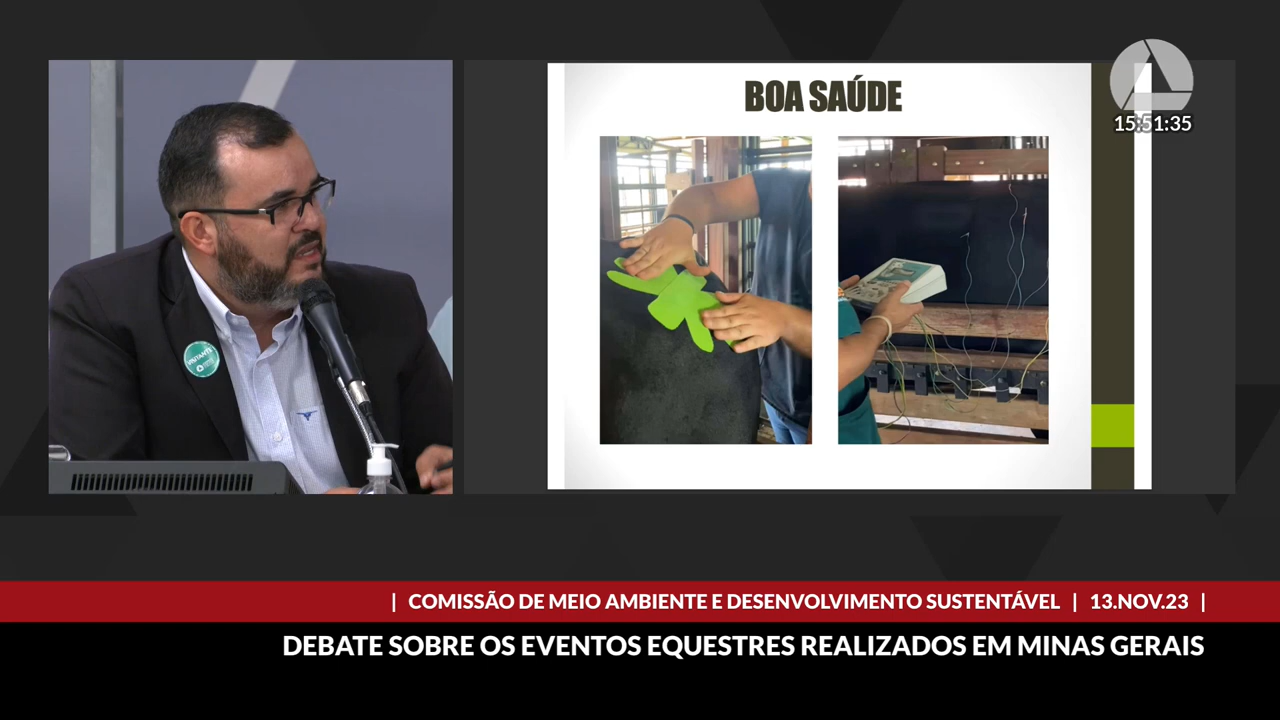 BOA SAÚDE
15:51:35
VISITANTE
| COMISSÃO DE MEIO AMBIENTE E DESENVOLVIMENTO SUSTENTÁVEL | 13.NOV.23 |
DEBATE SOBRE OS EVENTOS EQUESTRES REALIZADOS EM MINAS GERAIS